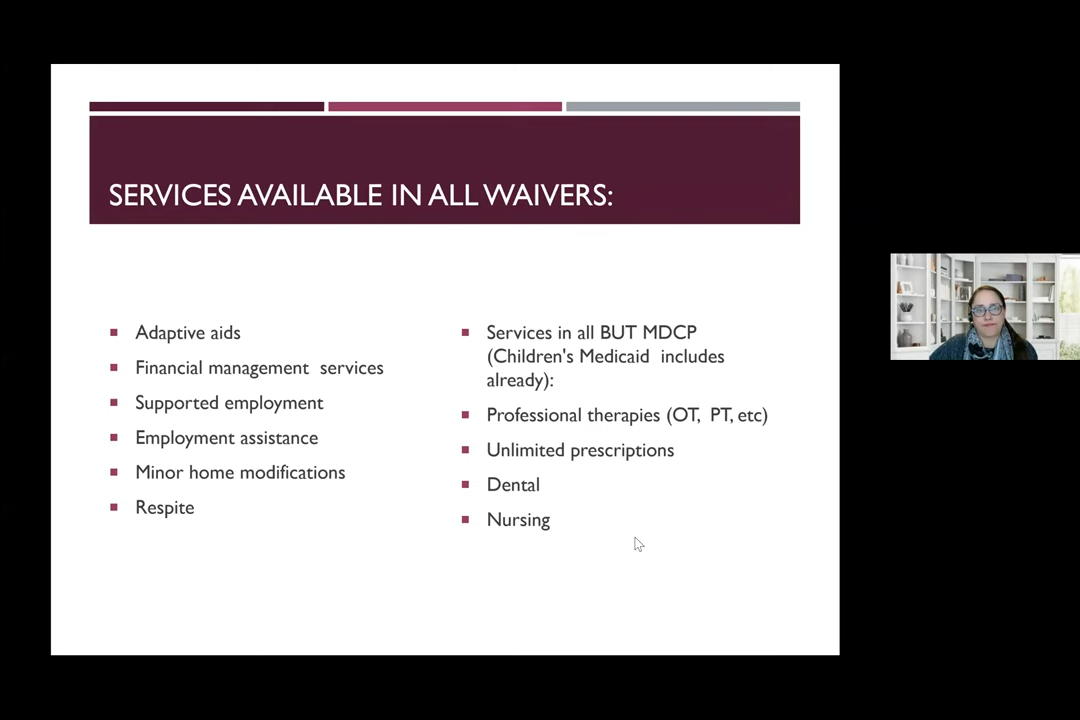 SERVICES AVAILABLE IN ALL WAIVERS:
Adaptive aids
Financial management services
Supported employment
Employment assistance
Minor home modifications
Respite
Services in all BUT MDCP
(Children's Medicaid includes
already):
Professional therapies (OT, PT, etc)
Unlimited prescriptions
Dental
Nursing